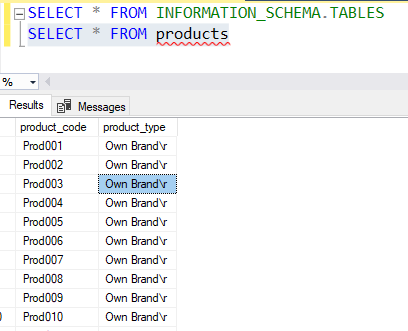 SELECT * FROM INFORMATION_SCHEMA.TABLES
SELECT * FROM products
%
Results Messages
product_code product_type
Prod001 Own Brand\r
Prod002 Own Brand\r
Prod003 Own Brand\r
Prod004 Own Brand\r
Prod005 Own Brand\r
Prod006 Own Brand\r
Prod007 Own Brand\r
Prod008 Own Brand\r
Prod009 Own Brand\r
Prod010 Own Brand\r